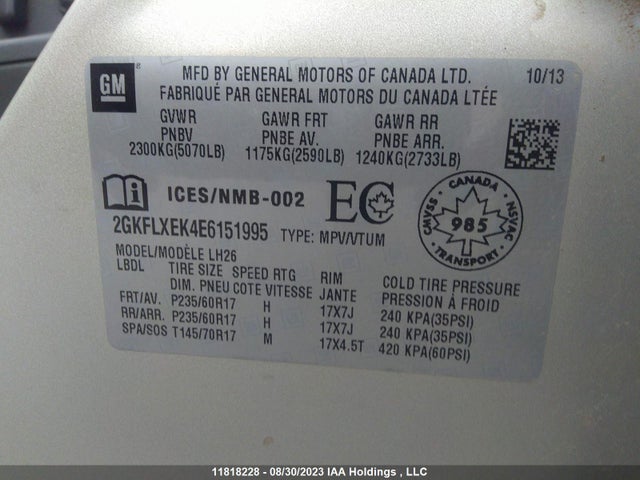 GM
MFD BY GENERAL MOTORS OF CANADA LTD. 10/13
FABRIQUÉ PAR GENERAL MOTORS DU CANADA LTÉE
GVWR GAWR FRT GAWR RR
PNBV PNBE AV. PNBE ARR.
2300KG(5070LB) 1175KG(2590LB) 1240KG(2733LB)
ICES/NMB-002 EC
CANADA
CMVSS 985 NSVAC
TRANSPORT
2GKFLXEK4E6151995 TYPE: MPV/VTUM
MODEL/MODÈLE LH26
LBDL TIRE SIZE SPEED RTG RIM COLD TIRE PRESSURE
DIM. PNEU COTE VITESSE JANTE PRESSION À FROID
FRT/AV. P235/60R17 H 17X7J 240 KPA(35PSI)
RR/ARR. P235/60R17 H 17X7J 240 KPA(35PSI)
SPA/SOS T145/70R17 M 17X4.5T 420 KPA(60PSI)
11818228 - 08/30/2023 IAA Holdings , LLC